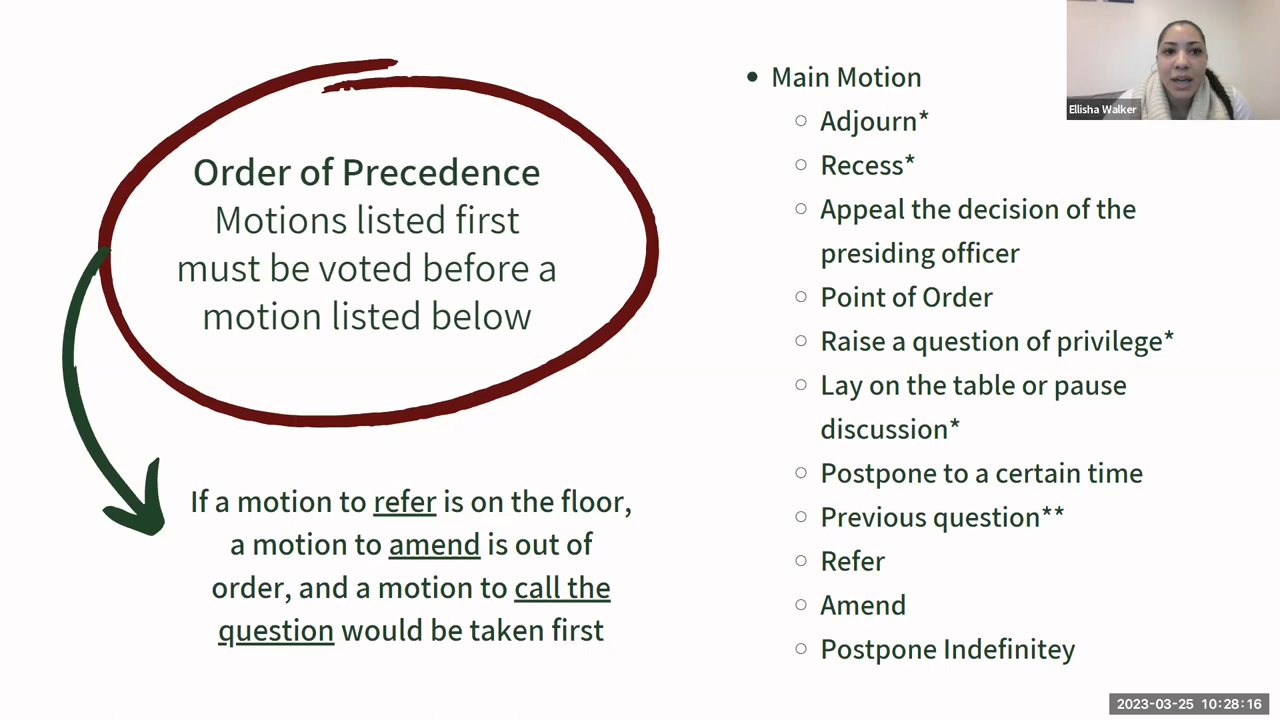 Order of Precedence
Motions listed first
must be voted before a
motion listed below
If a motion to refer is on the floor,
a motion to amend is out of
order, and a motion to call the
question would be taken first
Main Motion
Adjourn*
Recess*
Appeal the decision of the
presiding officer
Point of Order
Raise a question of privilege*
Lay on the table or pause
discussion*
Postpone to a certain time
Previous question**
Refer
Amend
Postpone Indefinitey
Ellisha Walker
2023-03-25 10:28:16